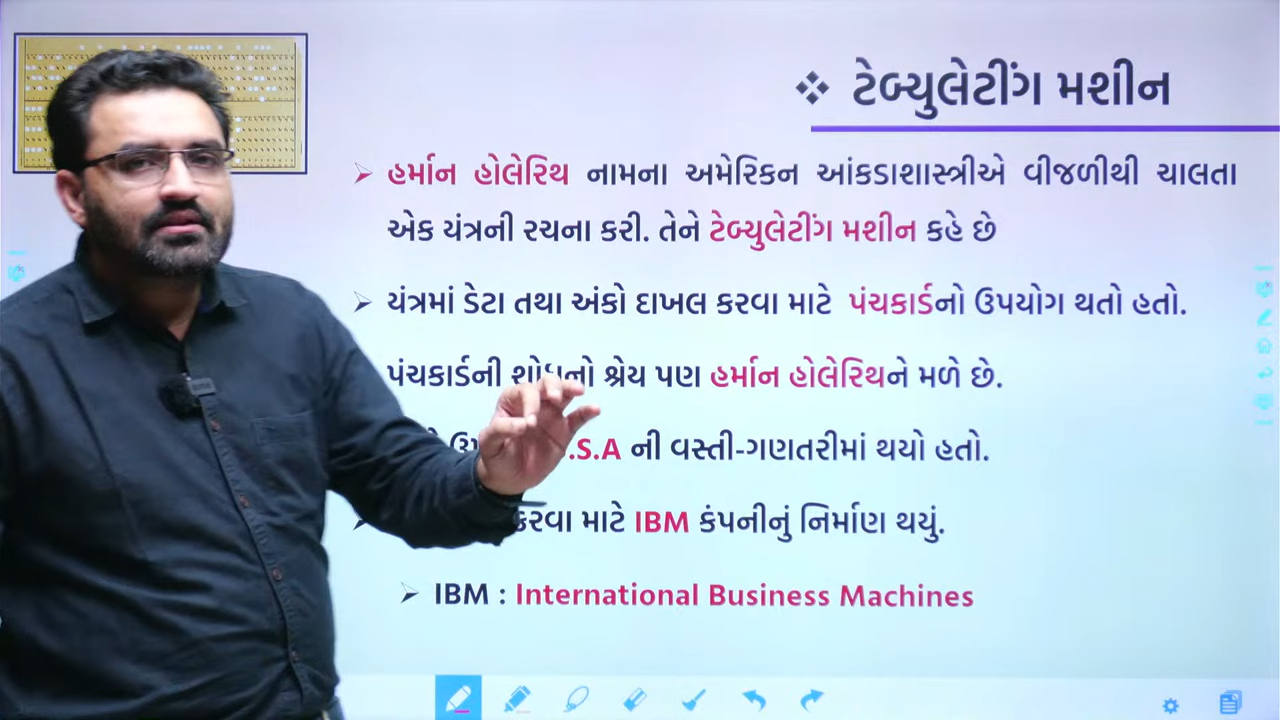 ❖ ટેબ્યુલેટીંગ મશીન
➢ હર્માન હોલેરિથ નામના અમેરિકન આંકડાશાસ્ત્રીએ વીજળીથી ચાલતા
એક યંત્રની રચના કરી. તેને ટેબ્યુલેટીંગ મશીન કહે છે
➢ યંત્રમાં ડેટા તથા અંકો દાખલ કરવા માટે પંચકાર્ડનો ઉપયોગ થતો હતો.
પંચકાર્ડની શોધનો શ્રેય પણ હર્માન હોલેરિથને મળે છે.
.S.A ની વસ્તી-ગણતરીમાં થયો હતો.
કરવા માટે IBM કંપનીનું નિર્માણ થયું.
➢ IBM : International Business Machines